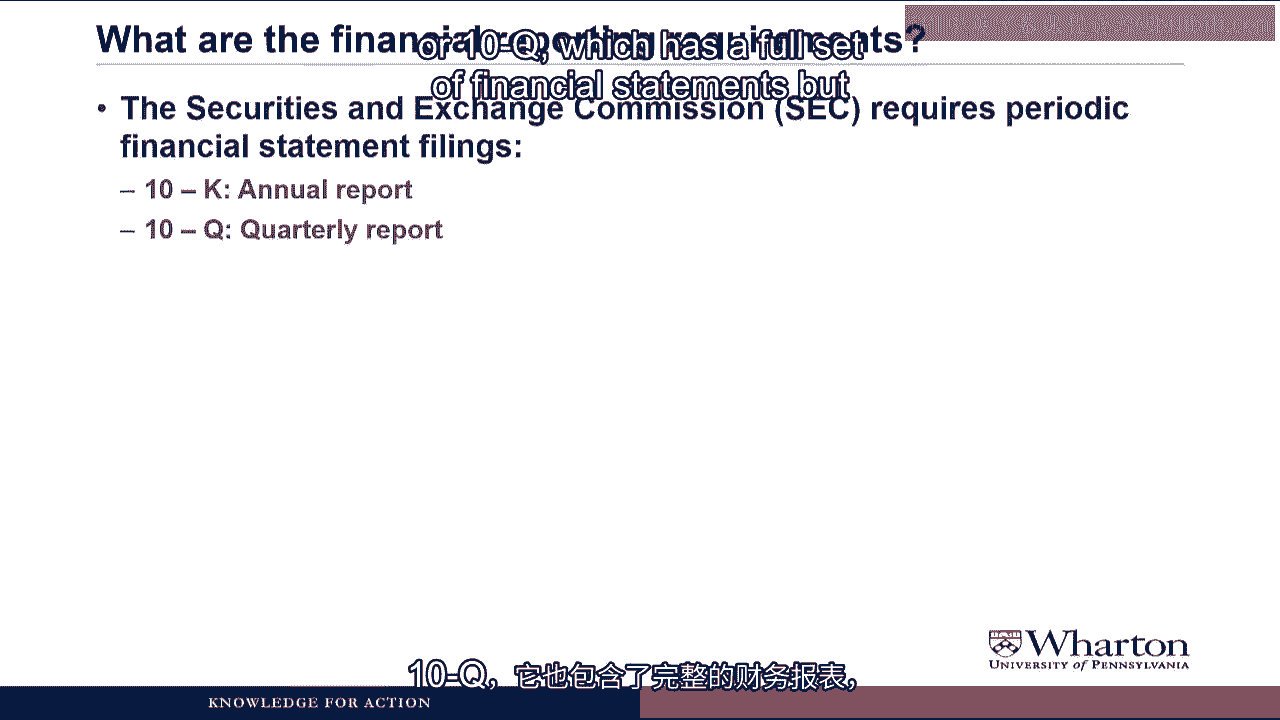 What are the financial reporting requirements?
or 10-Q, which has a full set
of financial statements but
• The Securities and Exchange Commission (SEC) requires periodic
financial statement filings:
– 10 – K: Annual report
– 10 – Q: Quarterly report
Wharton
UNIVERSITY of PENNSYLVANIA
10-Q，它也包含了完整的财务报表，
KNOWLEDGE FOR ACTION